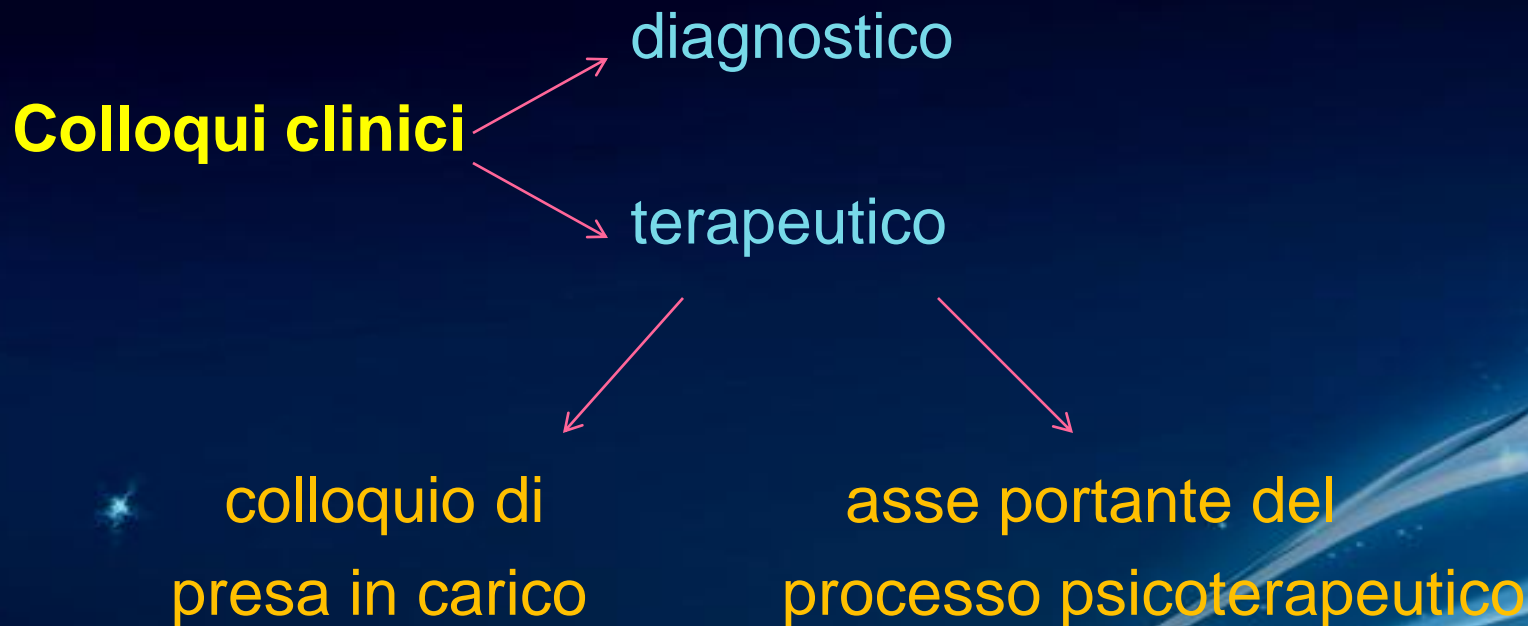 diagnostico
Colloqui clinici
terapeutico
colloquio di
presa in carico
asse portante del
processo psicoterapeutico